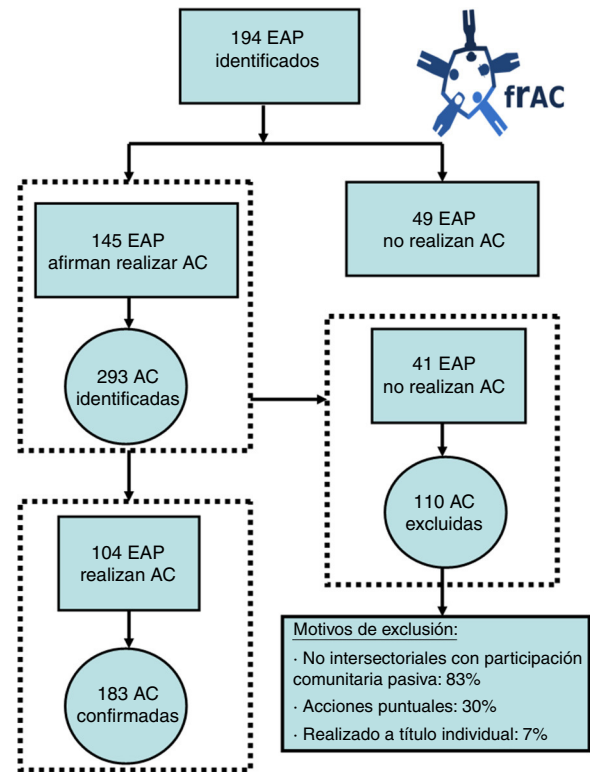 194 EAP
identificados
frAC
145 EAP
afirman realizar AC
49 EAP
no realizan AC
293 AC
identificadas
41 EAP
no realizan AC
110 AC
excluidas
104 EAP
realizan AC
183 AC
confirmadas
Motivos de exclusión:
· No intersectoriales con participación
comunitaria pasiva: 83%
· Acciones puntuales: 30%
· Realizado a título individual: 7%